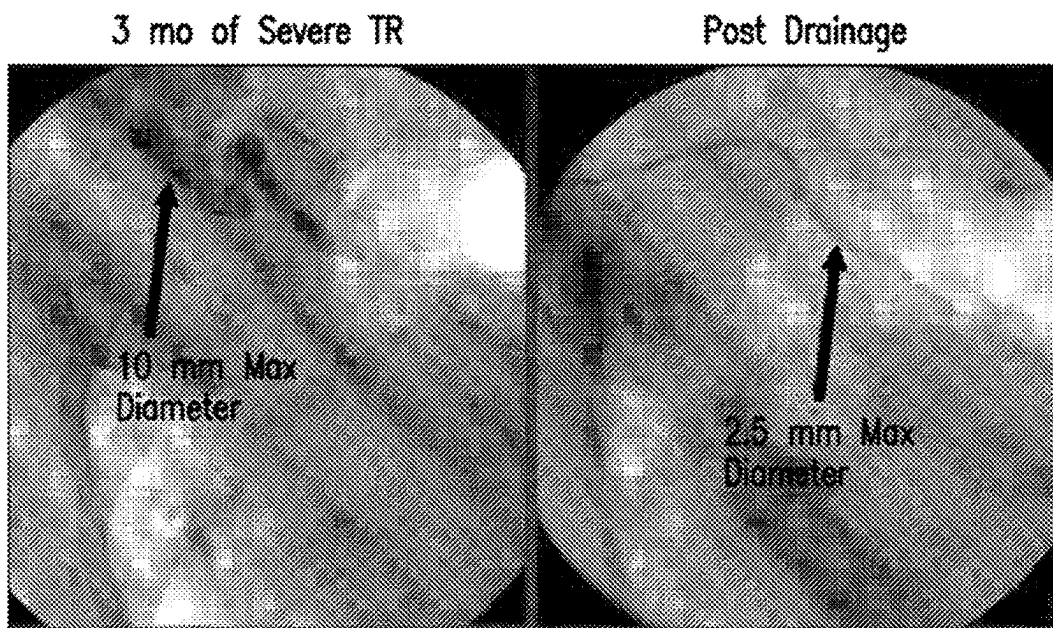 3 mo of Severe TR
Post Drainage
10 mm Max
Diameter
2.5 mm Max
Diameter